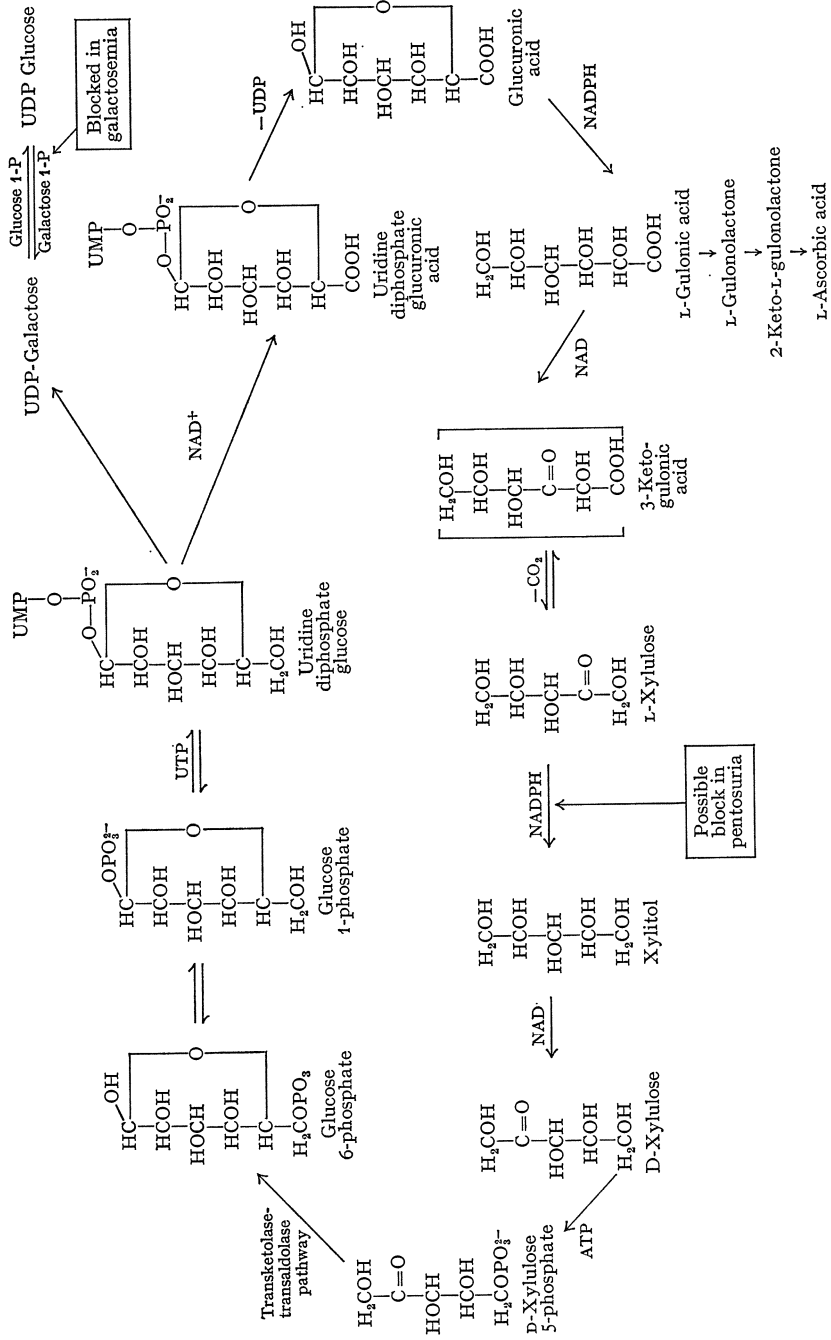 UDP-Galactose
Glucose 1-P
Galactose 1-P
UDP Glucose
Blocked in
galactosemia
OH
HC
HCOH
HOCH
HCOH
HC
H₂COPO₃
O
Glucose
6-phosphate
OPO₃²⁻
HC
HCOH
HOCH
HCOH
HC
H₂COH
O
Glucose
1-phosphate
UTP
UMP
O
O—PO₂⁻
HC
HCOH
HOCH
HCOH
HC
H₂COH
O
Uridine
diphosphate
glucose
NAD⁺
UMP
O
O—PO₂⁻
HC
HCOH
HOCH
HCOH
HC
COOH
O
Uridine
diphosphate
glucuronic
acid
—UDP
OH
HC
HCOH
HOCH
HCOH
HC
COOH
O
Glucuronic
acid
NADPH
H₂COH
HCOH
HOCH
HCOH
HCOH
COOH
L-Gulonic acid
↓
L-Gulonolactone
↓
2-Keto-L-gulonolactone
↓
L-Ascorbic acid
NAD
H₂COH
HCOH
HOCH
C=O
HCOH
COOH
3-Keto-
gulonic
acid
—CO₂
H₂COH
HCOH
HOCH
C=O
H₂COH
L-Xylulose
NADPH
Possible
block in
pentosuria
H₂COH
HCOH
HOCH
HCOH
H₂COH
Xylitol
NAD
H₂COH
C=O
HOCH
HCOH
H₂COH
D-Xylulose
ATP
H₂COH
C=O
HOCH
HCOH
H₂COPO₃²⁻
D-Xylulose
5-phosphate
Transketolase-
transaldolase
pathway